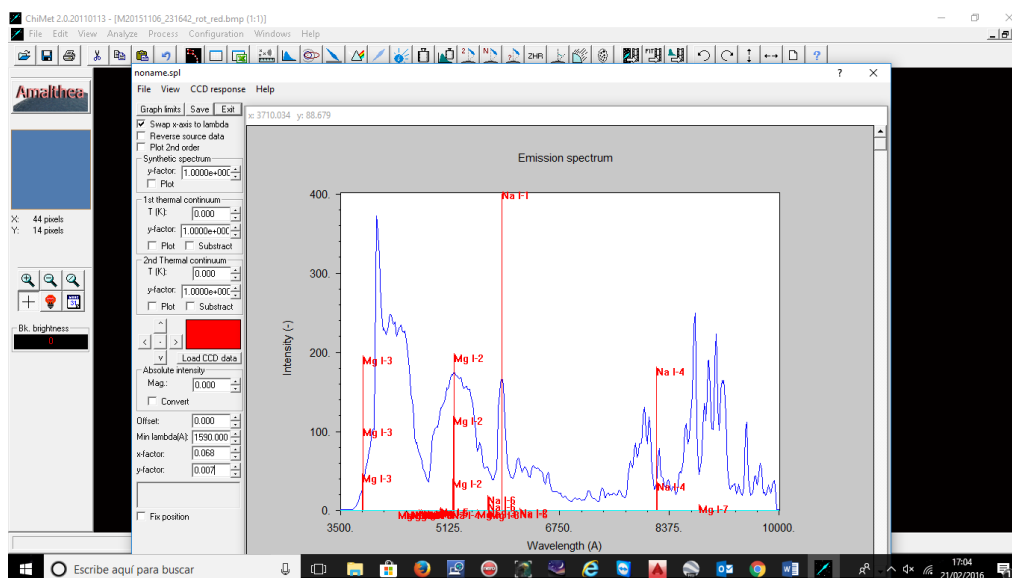 ChiMet 2.0.20110113 - [M20151106_231642_rot_red.bmp (1:1)]
File Edit View Analyze Process Configuration Windows Help
noname.spl
? X
File View CCD response Help
Amalthea
Graph limits Save Exit
x: 3710.034 y: 88.679
Swap x-axis to lambda
Reverse source data
Plot 2nd order
Synthetic spectrum
y-factor: 1.0000e+000
Plot
1st thermal continuum
T (K): 0.000
y-factor: 1.0000e+000
Plot Substract
2nd Thermal continuum
T (K): 0.000
y-factor: 1.0000e+000
Plot Substract
X: 44 pixels
Y: 14 pixels
Bk. brightness
0
Load CCD data
Absolute intensity
Mag.: 0.000
Convert
Offset: 0.000
Min lambda(A): 1590.000
x-factor: 0.068
y-factor: 0.007
Fix position
Emission spectrum
Intensity (-)
400.
300.
200.
100.
0.
Na I-1
Mg I-3
Mg I-2
Na I-4
Mg I-2
Mg I-3
Mg I-3
Mg I-2
Na I-4
Na I-6
Na I-6
Mg I-7
3500. 5125. 6750. 8375. 10000.
Wavelength (A)
Escribe aquí para buscar
17:04
21/02/2016